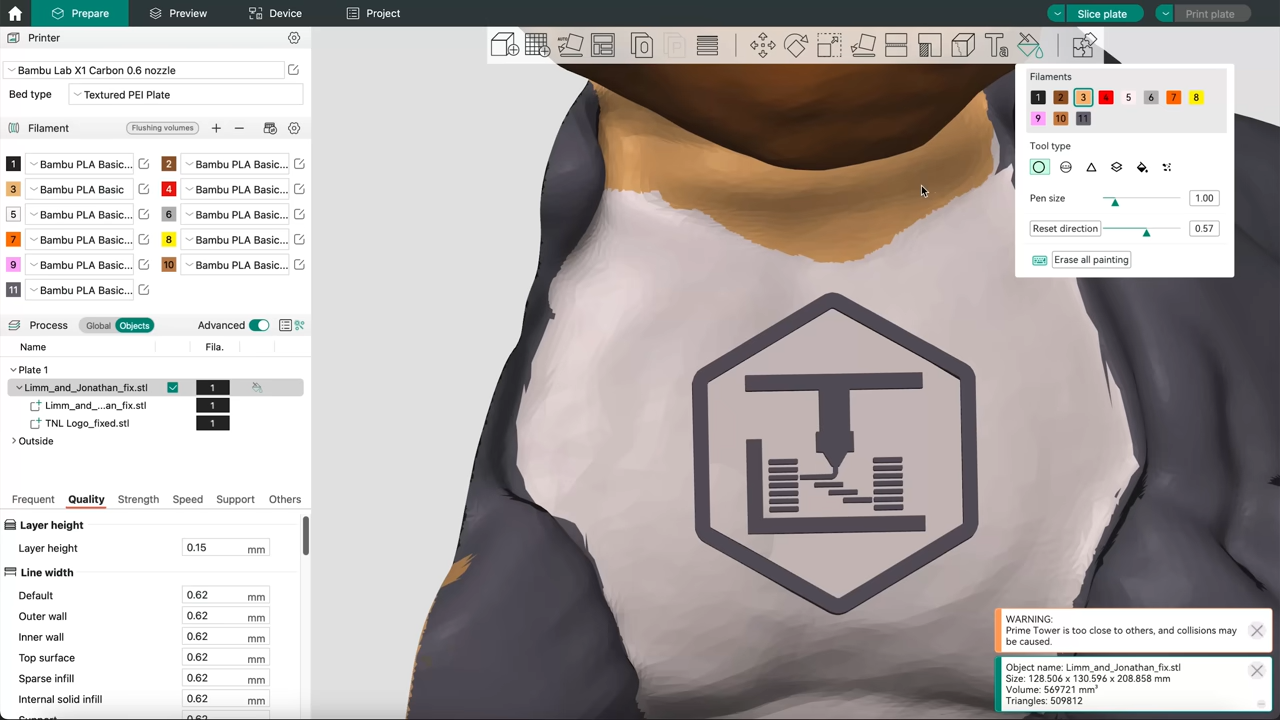 Prepare
Preview
Device
Project
Slice plate
Print plate
Printer
Bambu Lab X1 Carbon 0.6 nozzle
Bed type
Textured PEI Plate
Filament
Flushing volumes
1 Bambu PLA Basic...
2 Bambu PLA Basic...
3 Bambu PLA Basic
4 Bambu PLA Basic...
5 Bambu PLA Basic...
6 Bambu PLA Basic...
7 Bambu PLA Basic...
8 Bambu PLA Basic...
9 Bambu PLA Basic...
10 Bambu PLA Basic...
11 Bambu PLA Basic...
Process Global Objects Advanced
Name Fila.
Plate 1
Limm_and_Jonathan_fix.stl 1
Limm_and_...an_fix.stl 1
TNL Logo_fixed.stl 1
Outside
Frequent Quality Strength Speed Support Others
Layer height
Layer height 0.15 mm
Line width
Default 0.62 mm
Outer wall 0.62 mm
Inner wall 0.62 mm
Top surface 0.62 mm
Sparse infill 0.62 mm
Internal solid infill 0.62 mm
Support 0.62 mm
Filaments
1 2 3 4 5 6 7 8
9 10 11
Tool type
Pen size 1.00
Reset direction 0.57
Erase all painting
WARNING:
Prime Tower is too close to others, and collisions may
be caused.
Object name: Limm_and_Jonathan_fix.stl
Size: 128.506 x 130.596 x 208.858 mm
Volume: 569721 mm³
Triangles: 509812